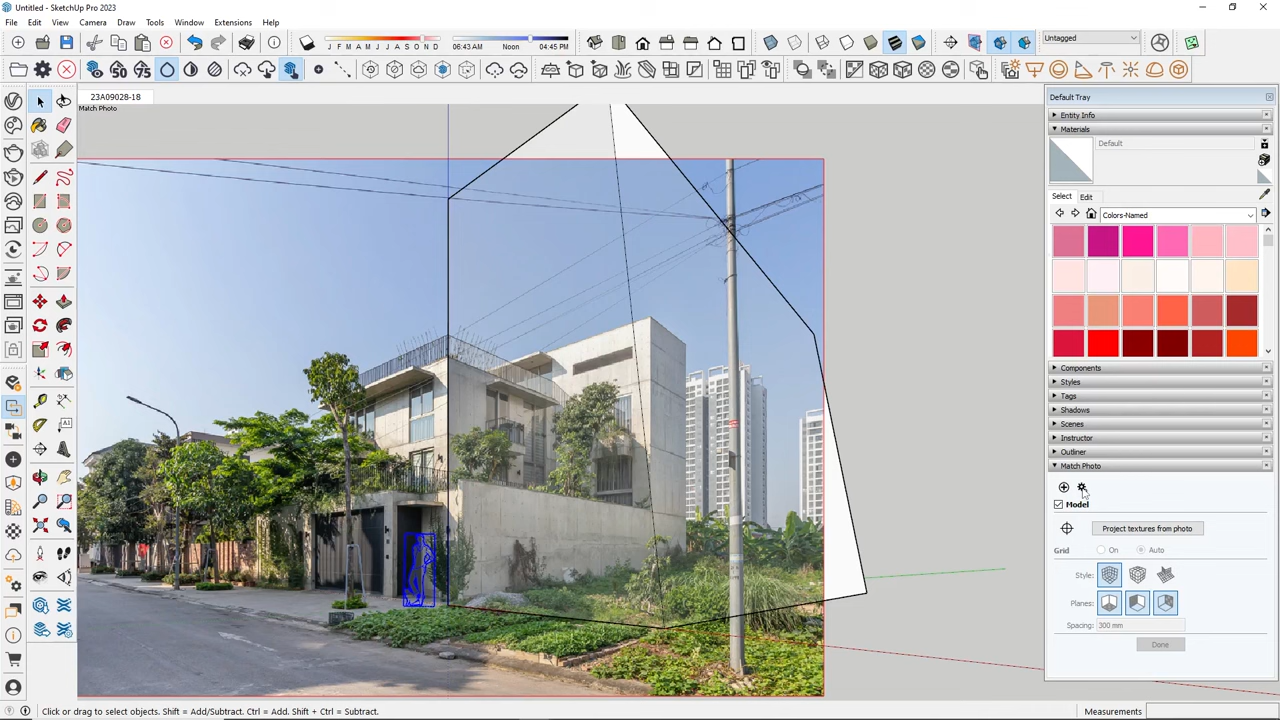 Untitled - SketchUp Pro 2023
File Edit View Camera Draw Tools Window Extensions Help
J F M A M J J A S O N D 06:43 AM Noon 04:45 PM
Untagged
50 75
23A09028-18
Match Photo
Default Tray
Entity Info
Materials
Default
Select Edit
Colors-Named
Components
Styles
Tags
Shadows
Scenes
Instructor
Outliner
Match Photo
Model
Project textures from photo
Grid On Auto
Style:
Planes:
Spacing: 300 mm
Done
Click or drag to select objects. Shift = Add/Subtract. Ctrl = Add. Shift + Ctrl = Subtract. Measurements